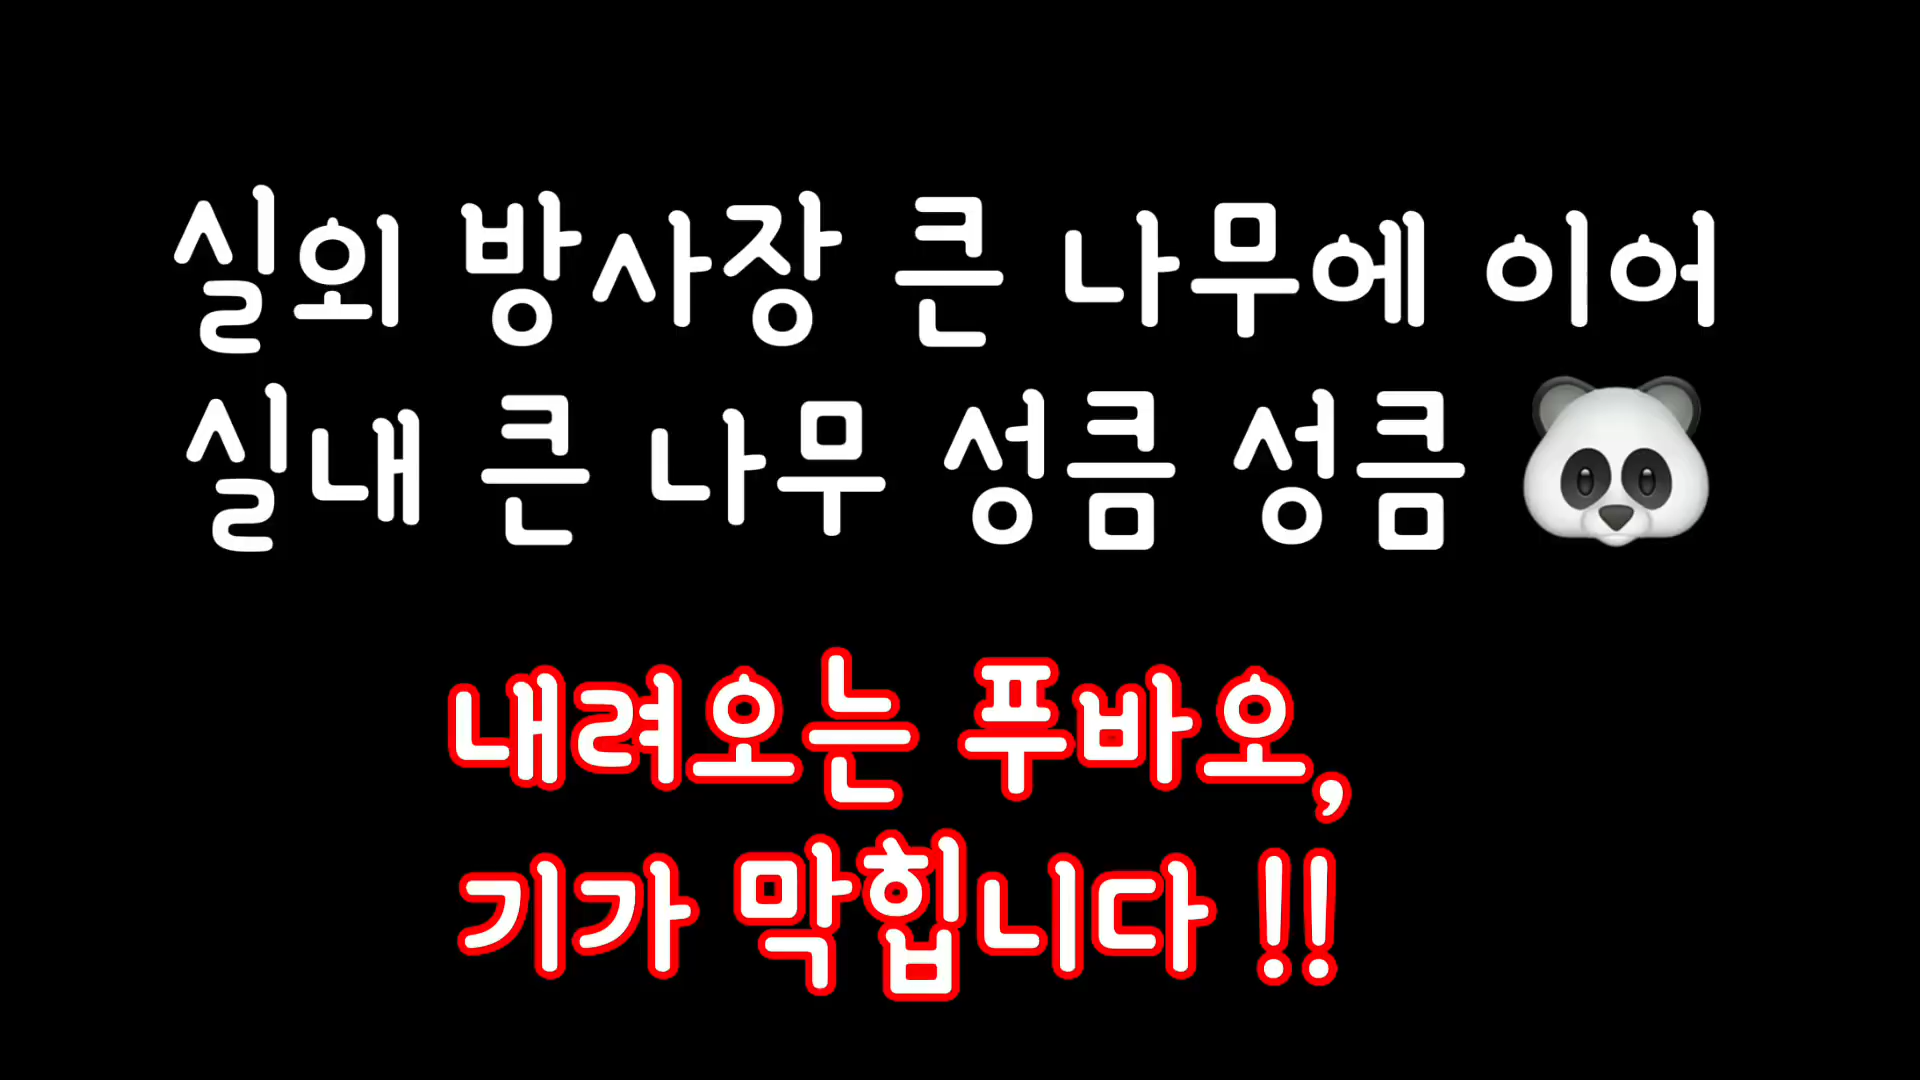 실외 방사장 큰 나무에 이어
실내 큰 나무 성큼 성큼 🐼
내려오는 푸바오,
기가 막힙니다 !!